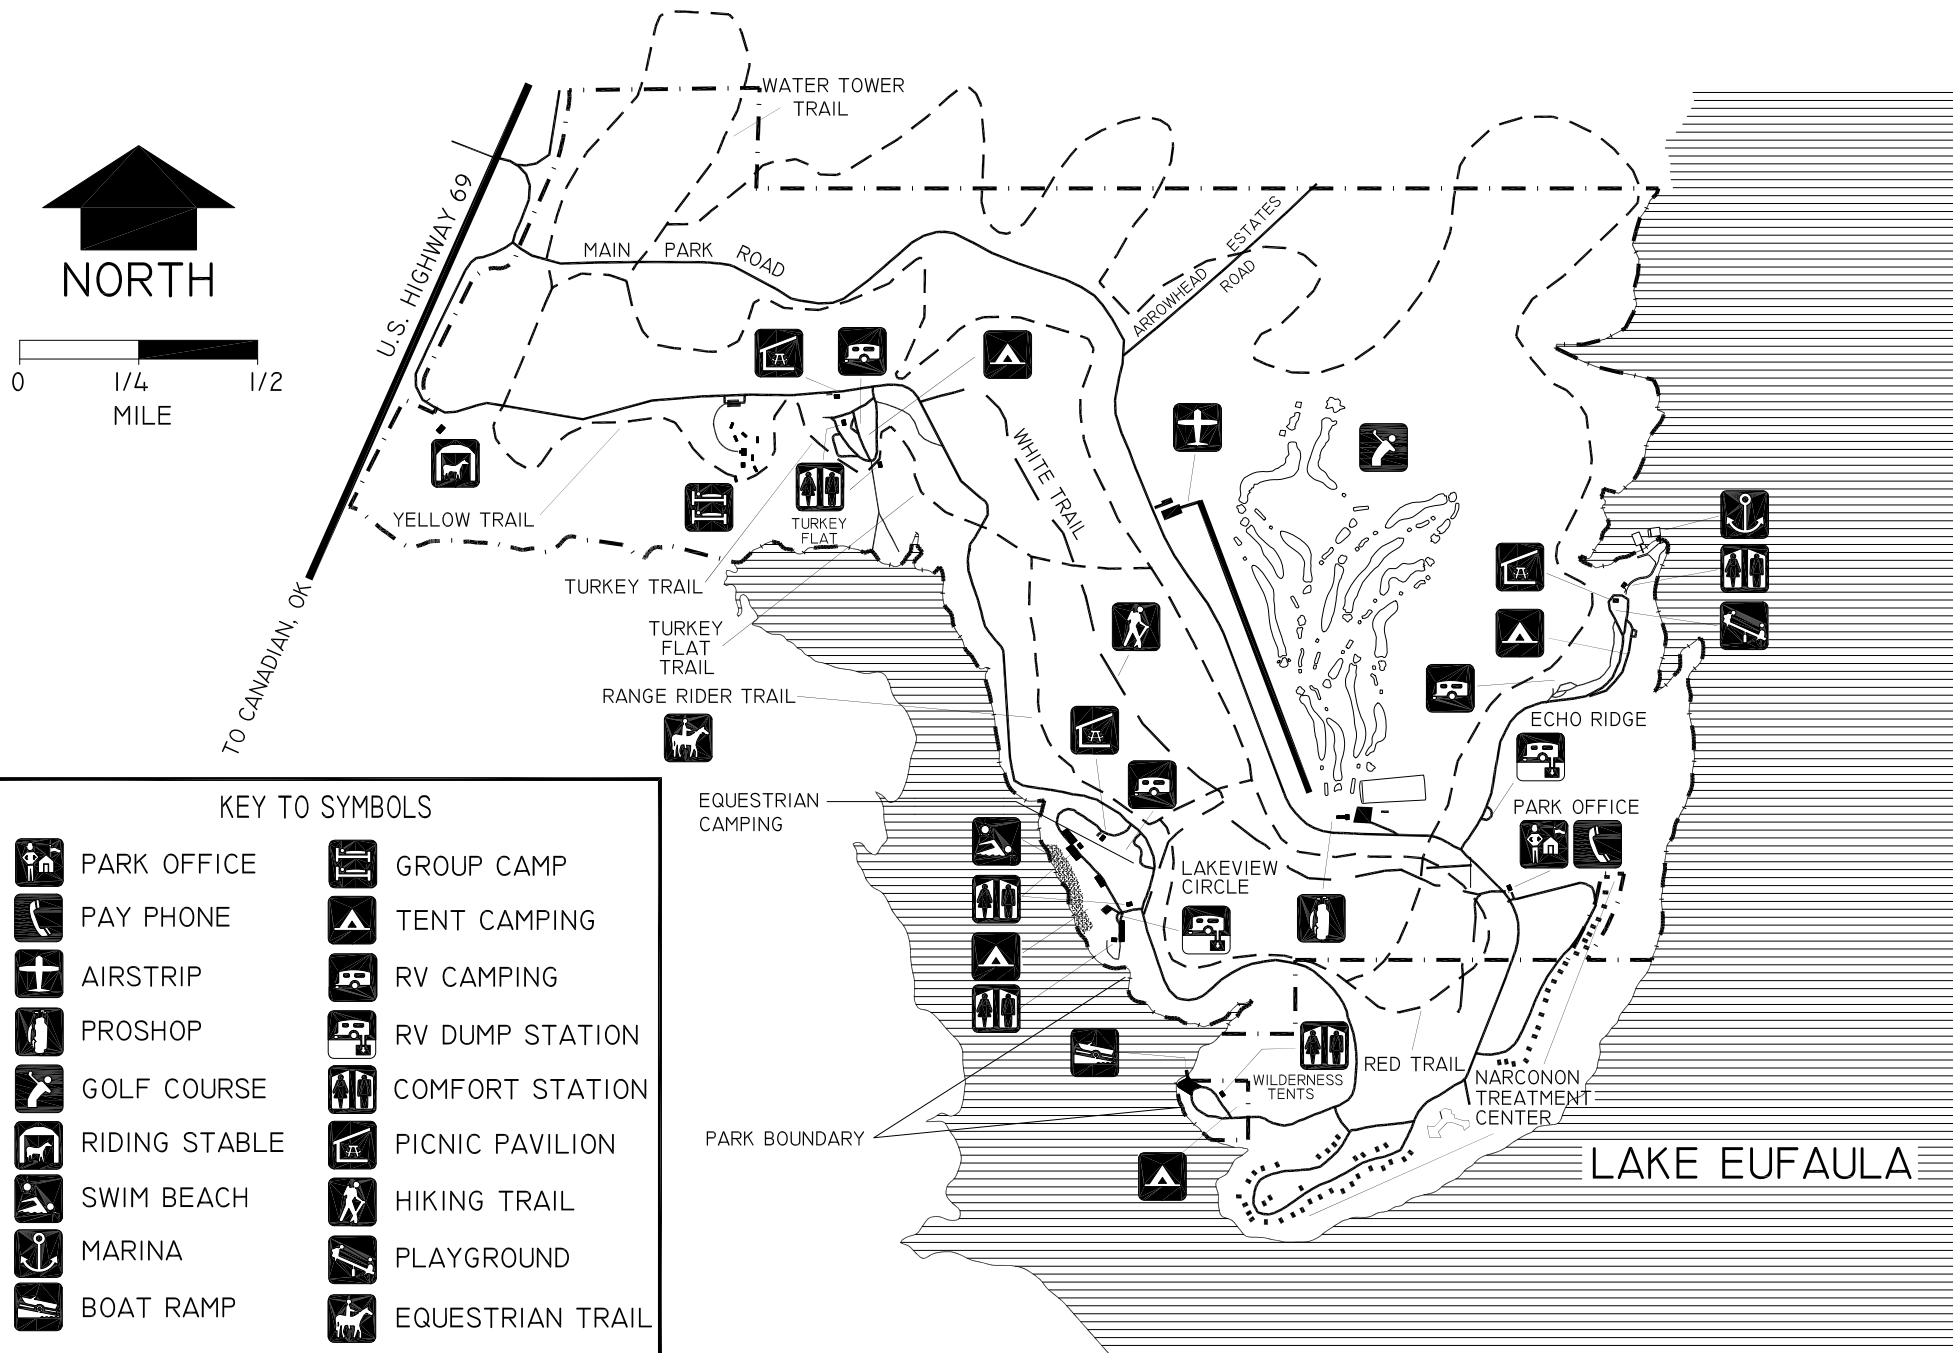 WATER TOWER
TRAIL
NORTH
0 1/4 1/2
MILE
U.S. HIGHWAY 69
MAIN PARK ROAD
ARROWHEAD ESTATES
ROAD
WHITE TRAIL
YELLOW TRAIL
TURKEY
FLAT
TURKEY TRAIL
TURKEY
FLAT
TRAIL
RANGE RIDER TRAIL
TO CANADIAN, OK
ECHO RIDGE
PARK OFFICE
EQUESTRIAN
CAMPING
LAKEVIEW
CIRCLE
RED TRAIL
WILDERNESS
TENTS
NARCONON
TREATMENT
CENTER
PARK BOUNDARY
LAKE EUFAULA
KEY TO SYMBOLS
PARK OFFICE
PAY PHONE
AIRSTRIP
PROSHOP
GOLF COURSE
RIDING STABLE
SWIM BEACH
MARINA
BOAT RAMP
GROUP CAMP
TENT CAMPING
RV CAMPING
RV DUMP STATION
COMFORT STATION
PICNIC PAVILION
HIKING TRAIL
PLAYGROUND
EQUESTRIAN TRAIL